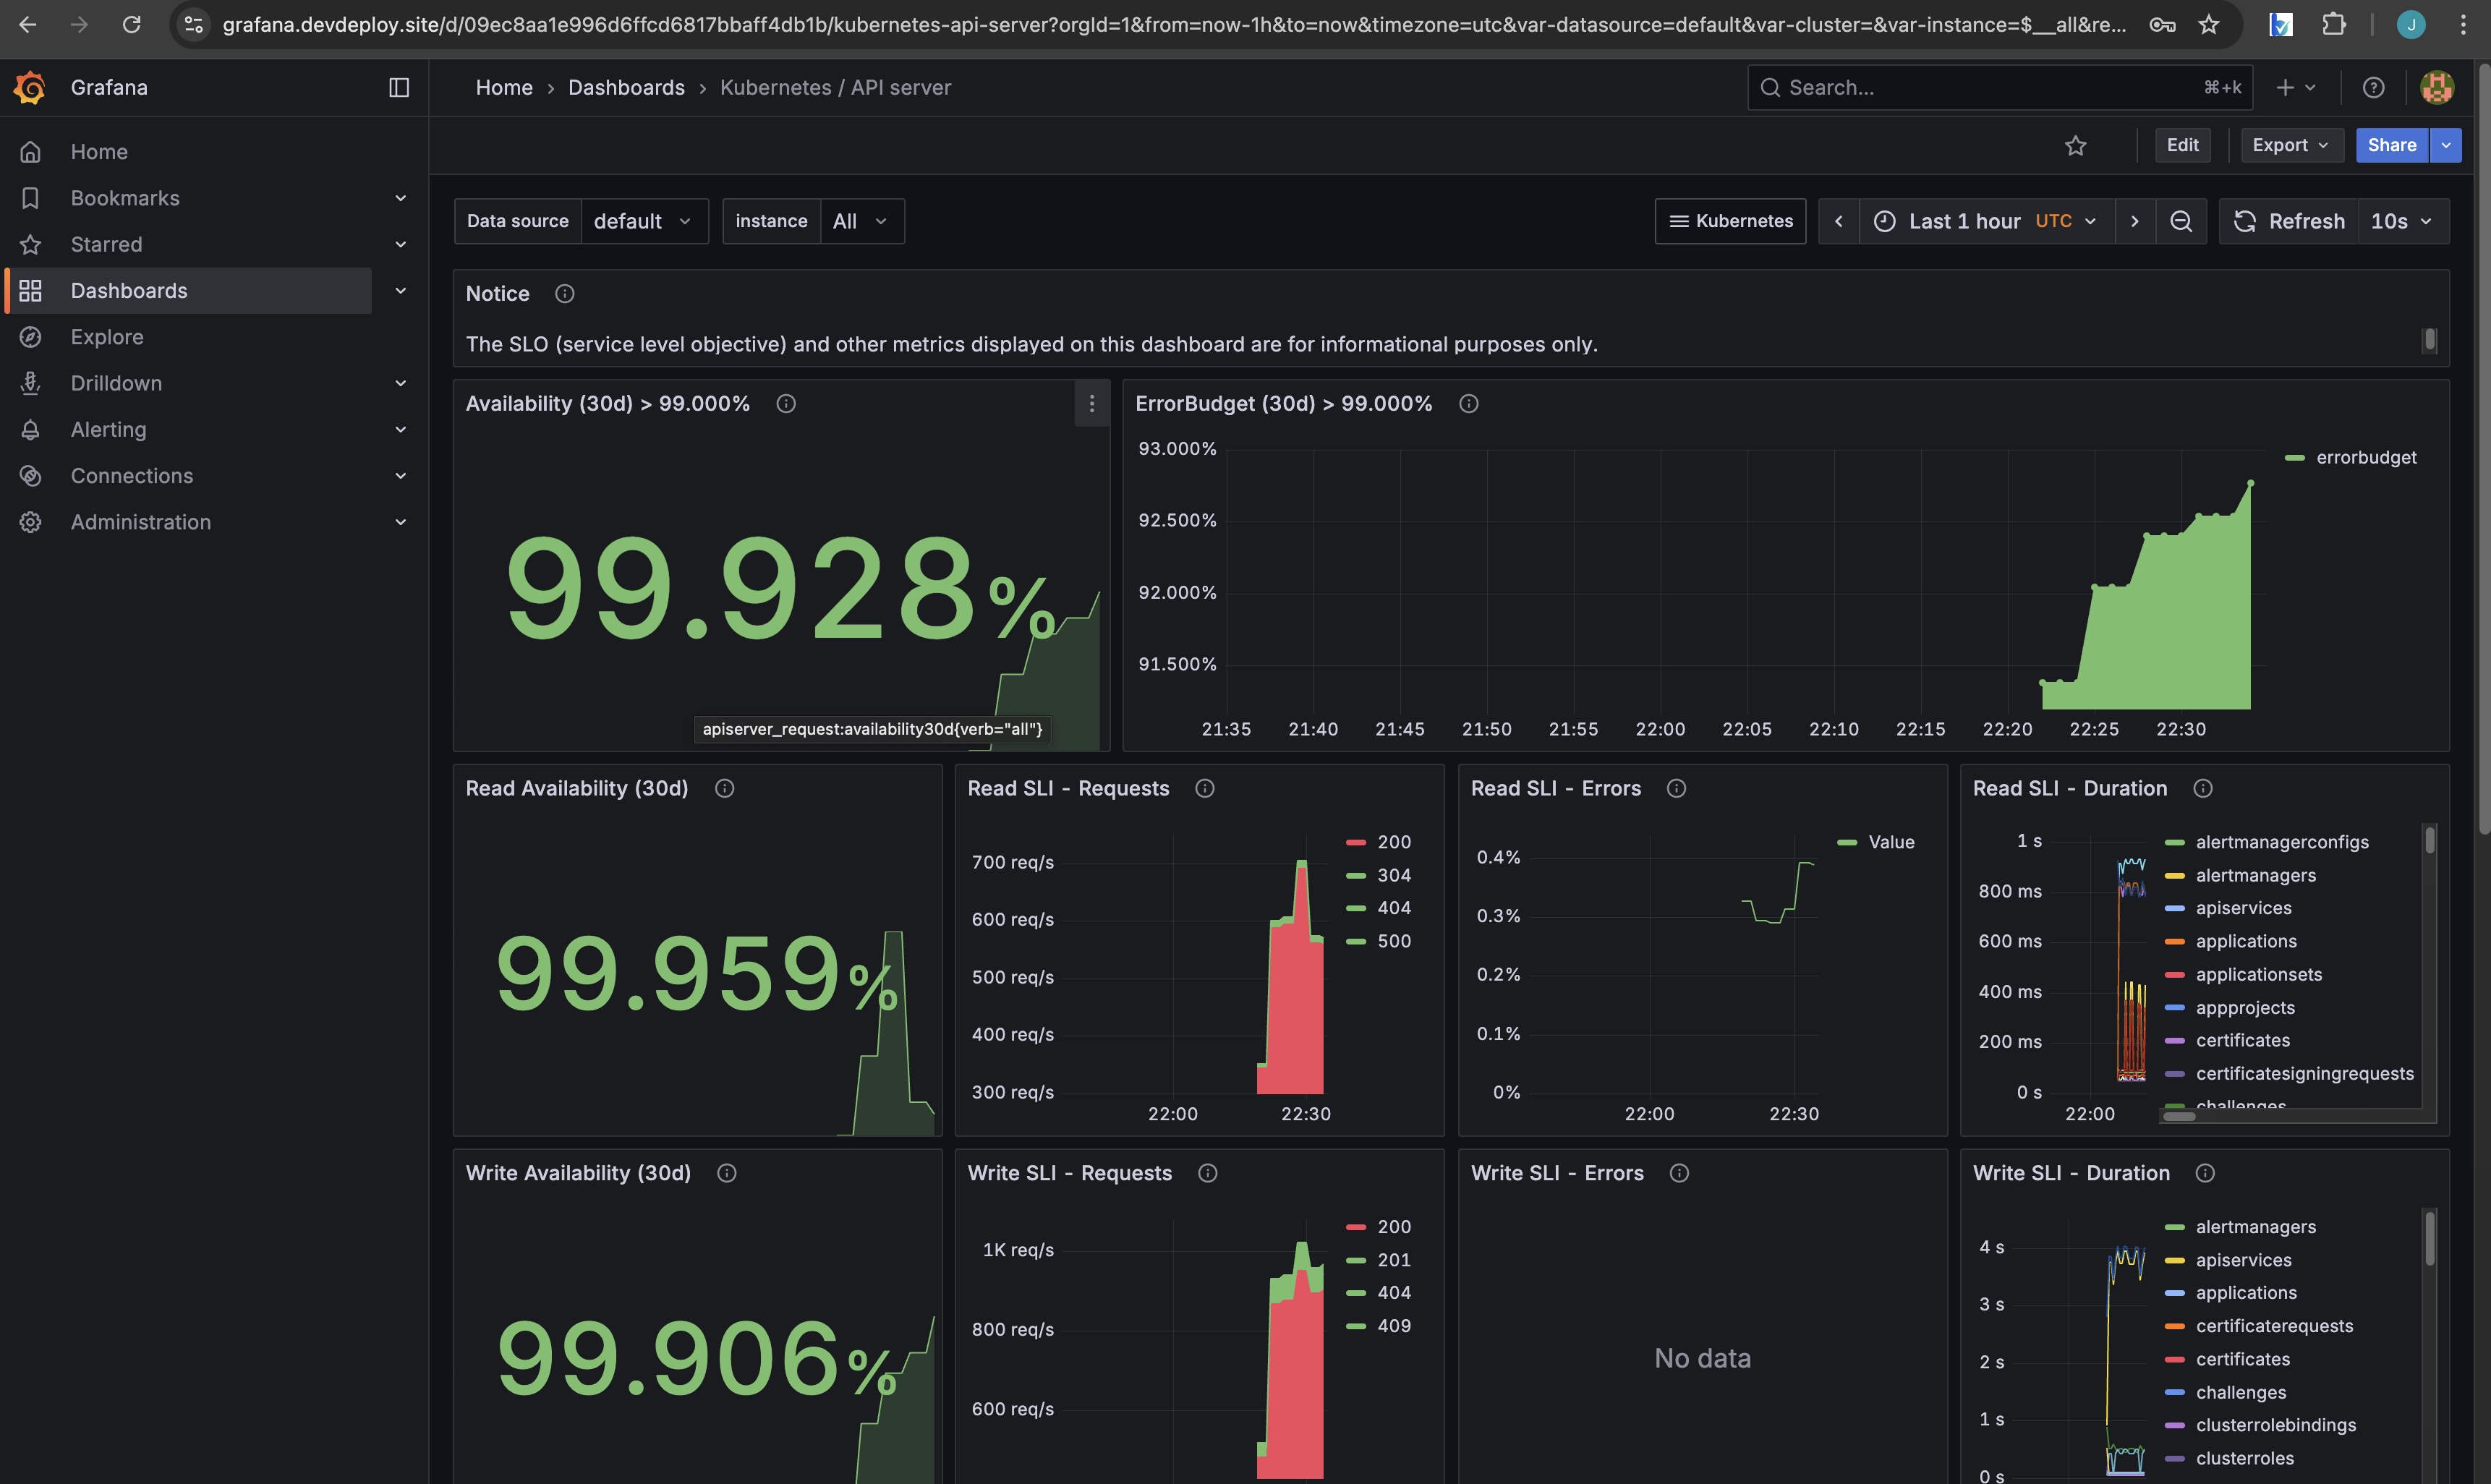 grafana.devdeploy.site/d/09ec8aa1e996d6ffcd6817bbaff4db1b/kubernetes-api-server?orgId=1&from=now-1h&to=now&timezone=utc&var-datasource=default&var-cluster=&var-instance=$__all&re...
J
Grafana
Home › Dashboards › Kubernetes / API server
Search...
⌘+k
Edit
Export
Share
Home
Bookmarks
Starred
Dashboards
Explore
Drilldown
Alerting
Connections
Administration
Data source
default
instance
All
Kubernetes
Last 1 hour UTC
Refresh
10s
Notice
The SLO (service level objective) and other metrics displayed on this dashboard are for informational purposes only.
Availability (30d) > 99.000%
99.928%
apiserver_request:availability30d{verb="all"}
ErrorBudget (30d) > 99.000%
93.000%
92.500%
92.000%
91.500%
21:35 21:40 21:45 21:50 21:55 22:00 22:05 22:10 22:15 22:20 22:25 22:30
errorbudget
Read Availability (30d)
99.959%
Read SLI - Requests
700 req/s
600 req/s
500 req/s
400 req/s
300 req/s
22:00 22:30
200
304
404
500
Read SLI - Errors
0.4%
0.3%
0.2%
0.1%
0%
22:00 22:30
Value
Read SLI - Duration
1 s
800 ms
600 ms
400 ms
200 ms
0 s
22:00
alertmanagerconfigs
alertmanagers
apiservices
applications
applicationsets
appprojects
certificates
certificatesigningrequests
challenges
Write Availability (30d)
99.906%
Write SLI - Requests
1K req/s
800 req/s
600 req/s
200
201
404
409
Write SLI - Errors
No data
Write SLI - Duration
4 s
3 s
2 s
1 s
0 s
alertmanagers
apiservices
applications
certificaterequests
certificates
challenges
clusterrolebindings
clusterroles